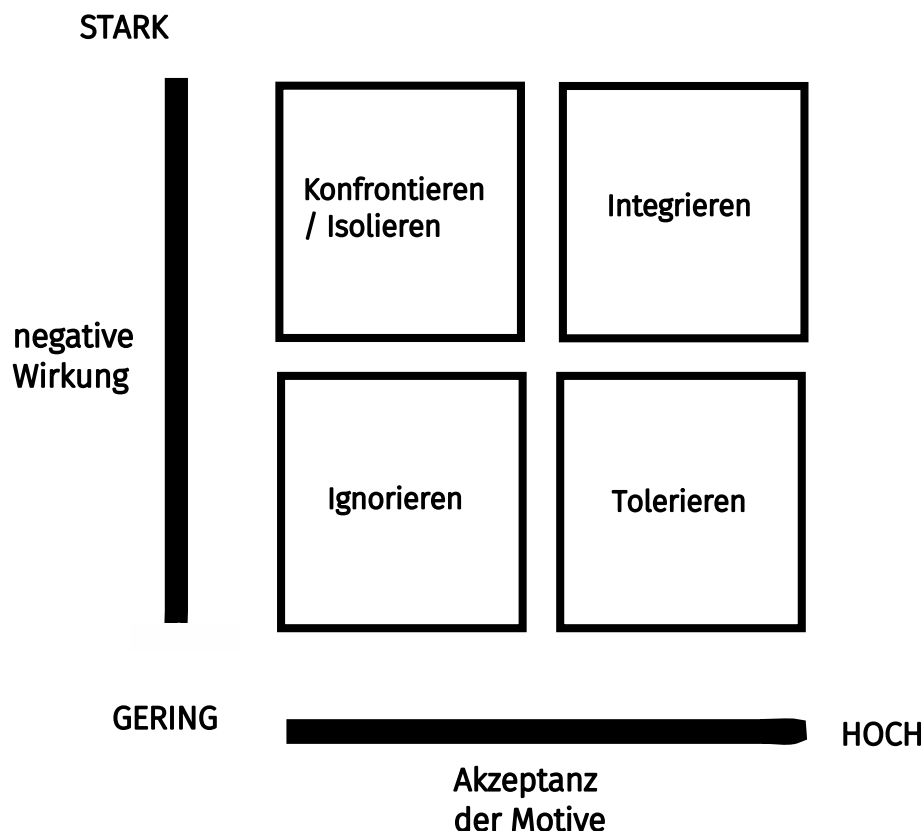 STARK
Konfrontieren
/ Isolieren
Integrieren
negative
Wirkung
Ignorieren
Tolerieren
GERING
HOCH
Akzeptanz
der Motive